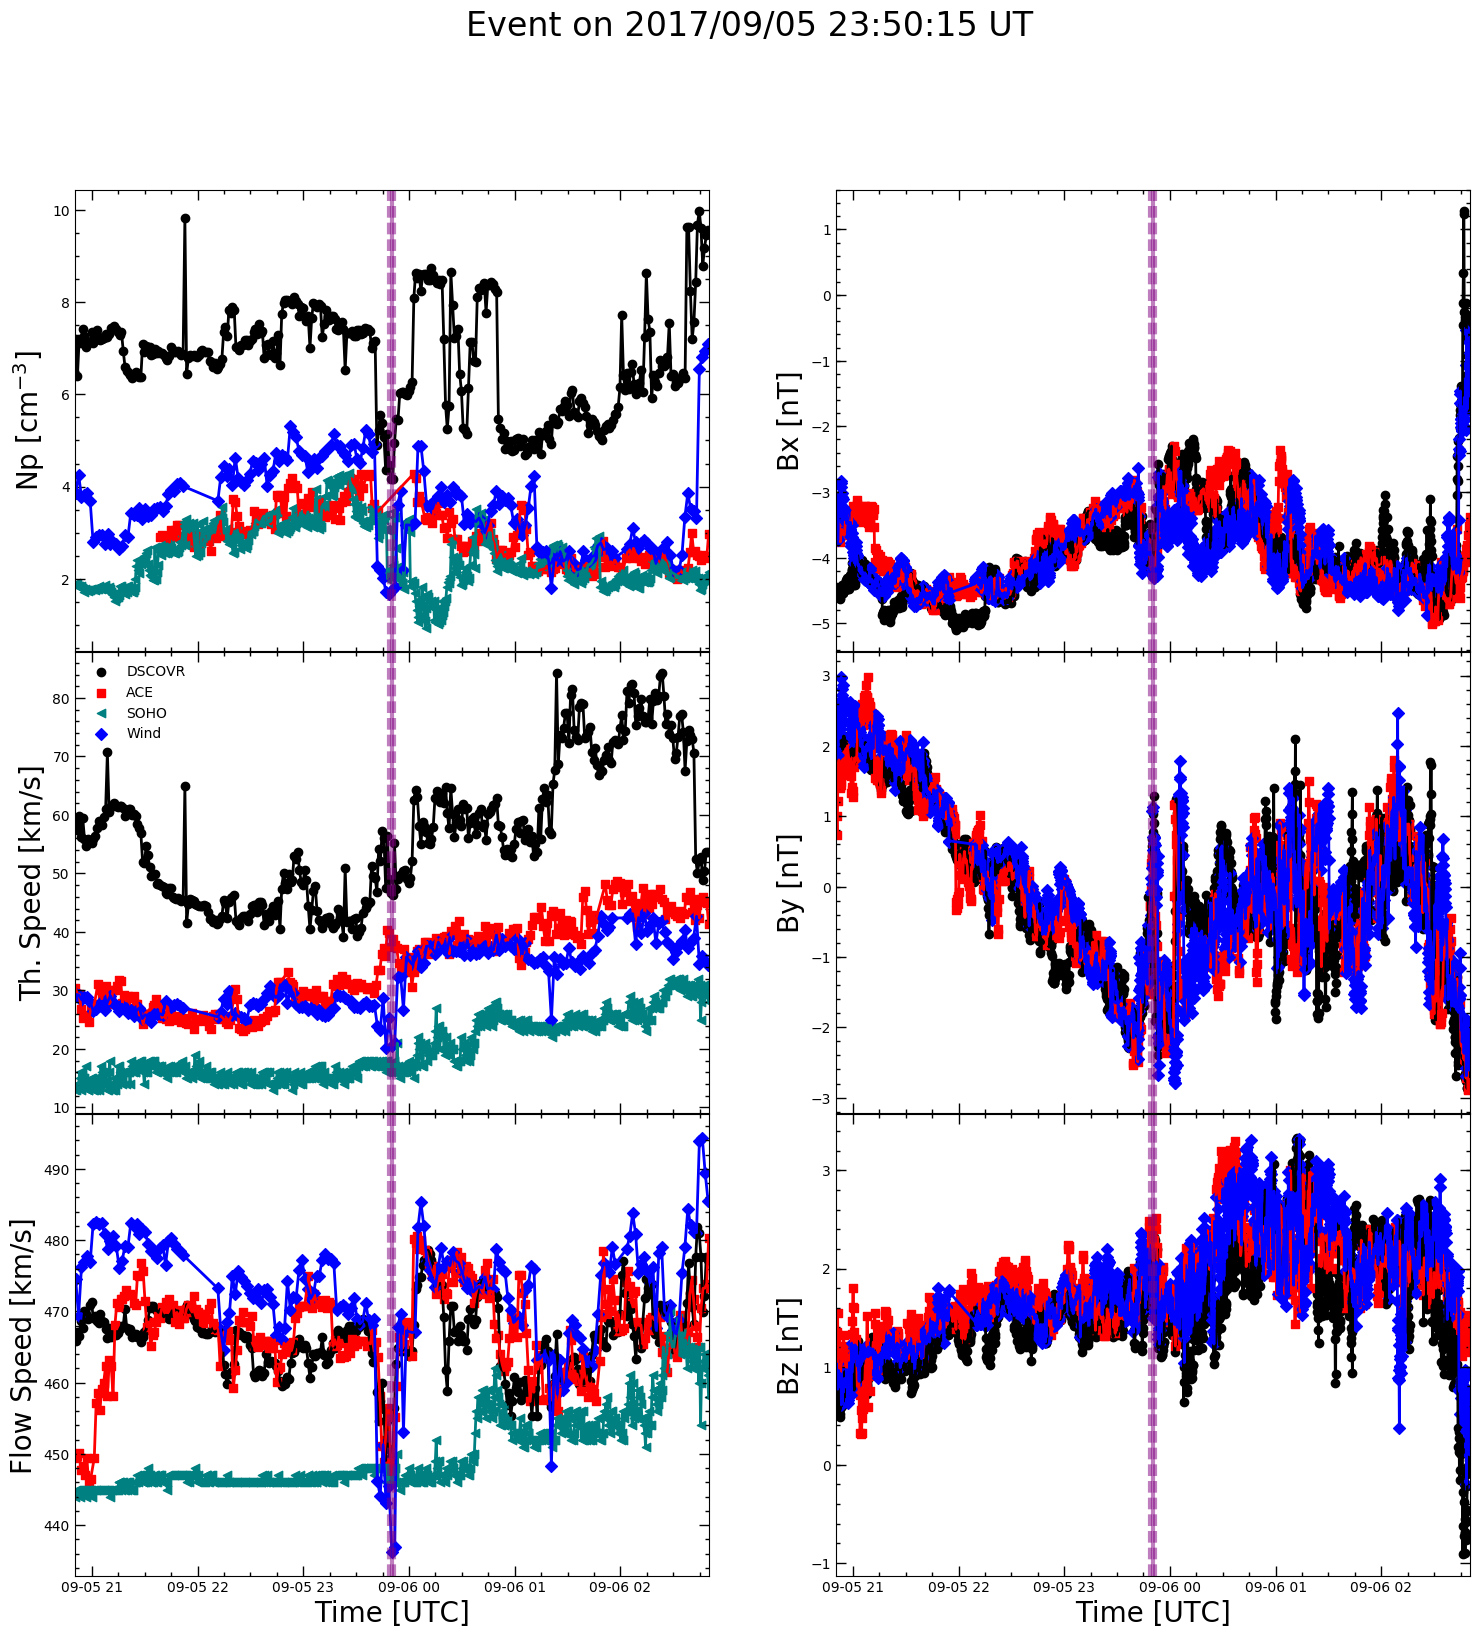 Event on 2017/09/05 23:50:15 UT
Np [cm⁻³]
10
8
6
4
2
Bx [nT]
1
0
−1
−2
−3
−4
−5
Th. Speed [km/s]
80
70
60
50
40
30
20
10
DSCOVR
ACE
SOHO
Wind
By [nT]
3
2
1
0
−1
−2
−3
Flow Speed [km/s]
490
480
470
460
450
440
Bz [nT]
3
2
1
0
−1
09-05 21 09-05 22 09-05 23 09-06 00 09-06 01 09-06 02
Time [UTC]
09-05 21 09-05 22 09-05 23 09-06 00 09-06 01 09-06 02
Time [UTC]